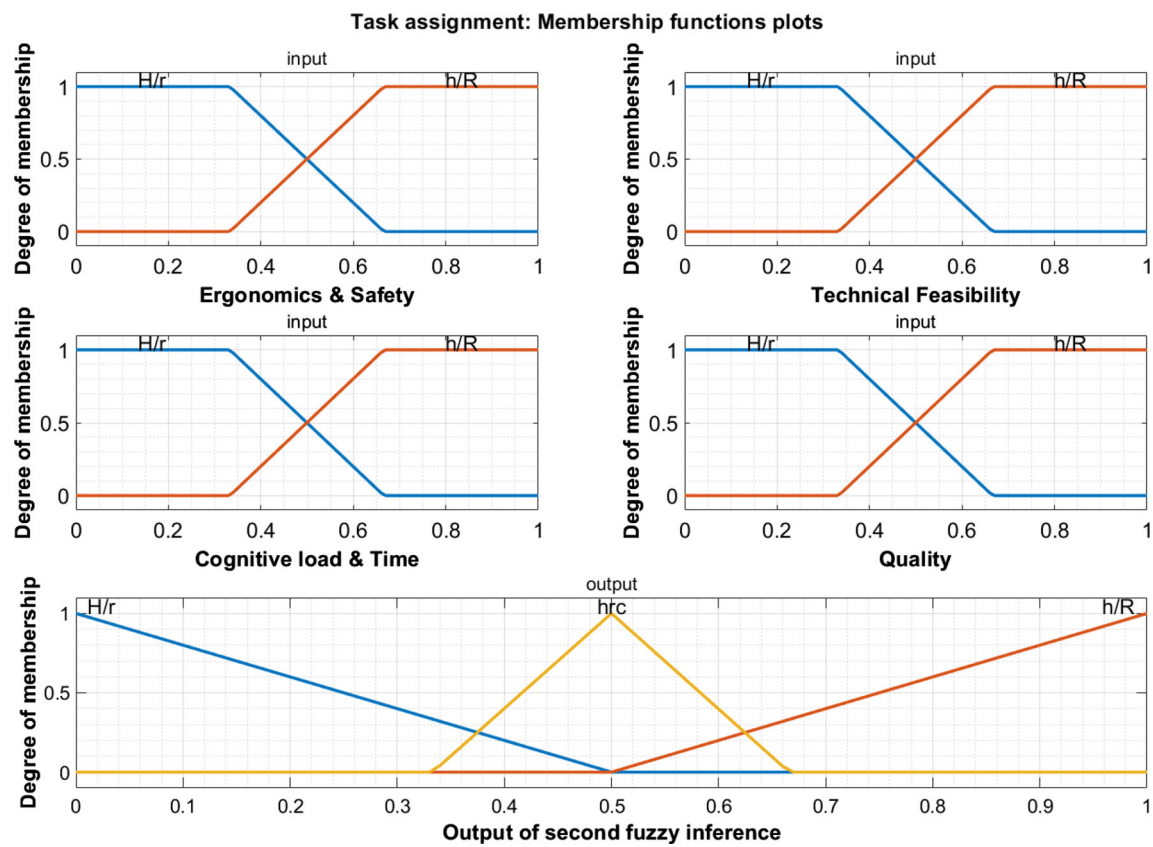 Task assignment: Membership functions plots
input
H/r
h/R
Degree of membership
1
0.5
0
0 0.2 0.4 0.6 0.8 1
Ergonomics & Safety
input
H/r
h/R
Degree of membership
1
0.5
0
0 0.2 0.4 0.6 0.8 1
Technical Feasibility
input
H/r
h/R
Degree of membership
1
0.5
0
0 0.2 0.4 0.6 0.8 1
Cognitive load & Time
input
H/r
h/R
Degree of membership
1
0.5
0
0 0.2 0.4 0.6 0.8 1
Quality
output
H/r
hrc
h/R
Degree of membership
1
0.5
0
0 0.1 0.2 0.3 0.4 0.5 0.6 0.7 0.8 0.9 1
Output of second fuzzy inference